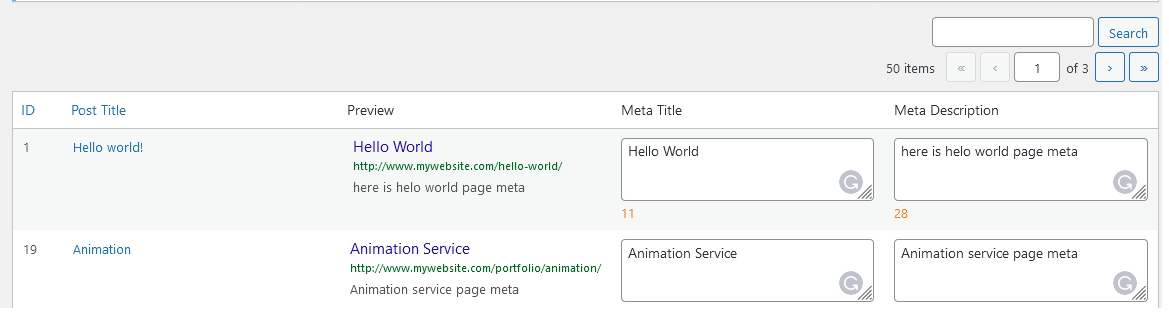 Search
50 items « ‹ 1 of 3 › »
ID Post Title Preview Meta Title Meta Description
1 Hello world! Hello World Hello World here is helo world page meta
http://www.mywebsite.com/hello-world/
here is helo world page meta
11 28
19 Animation Animation Service Animation Service Animation service page meta
http://www.mywebsite.com/portfolio/animation/
Animation service page meta